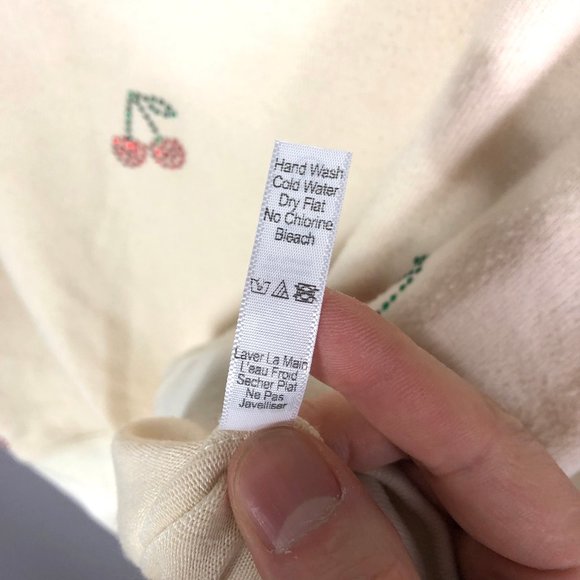 Hand Wash
Cold Water
Dry Flat
No Chlorine
Bleach
Laver La Main
L'eau Froid
Secher Plat
Ne Pas
Javelliser